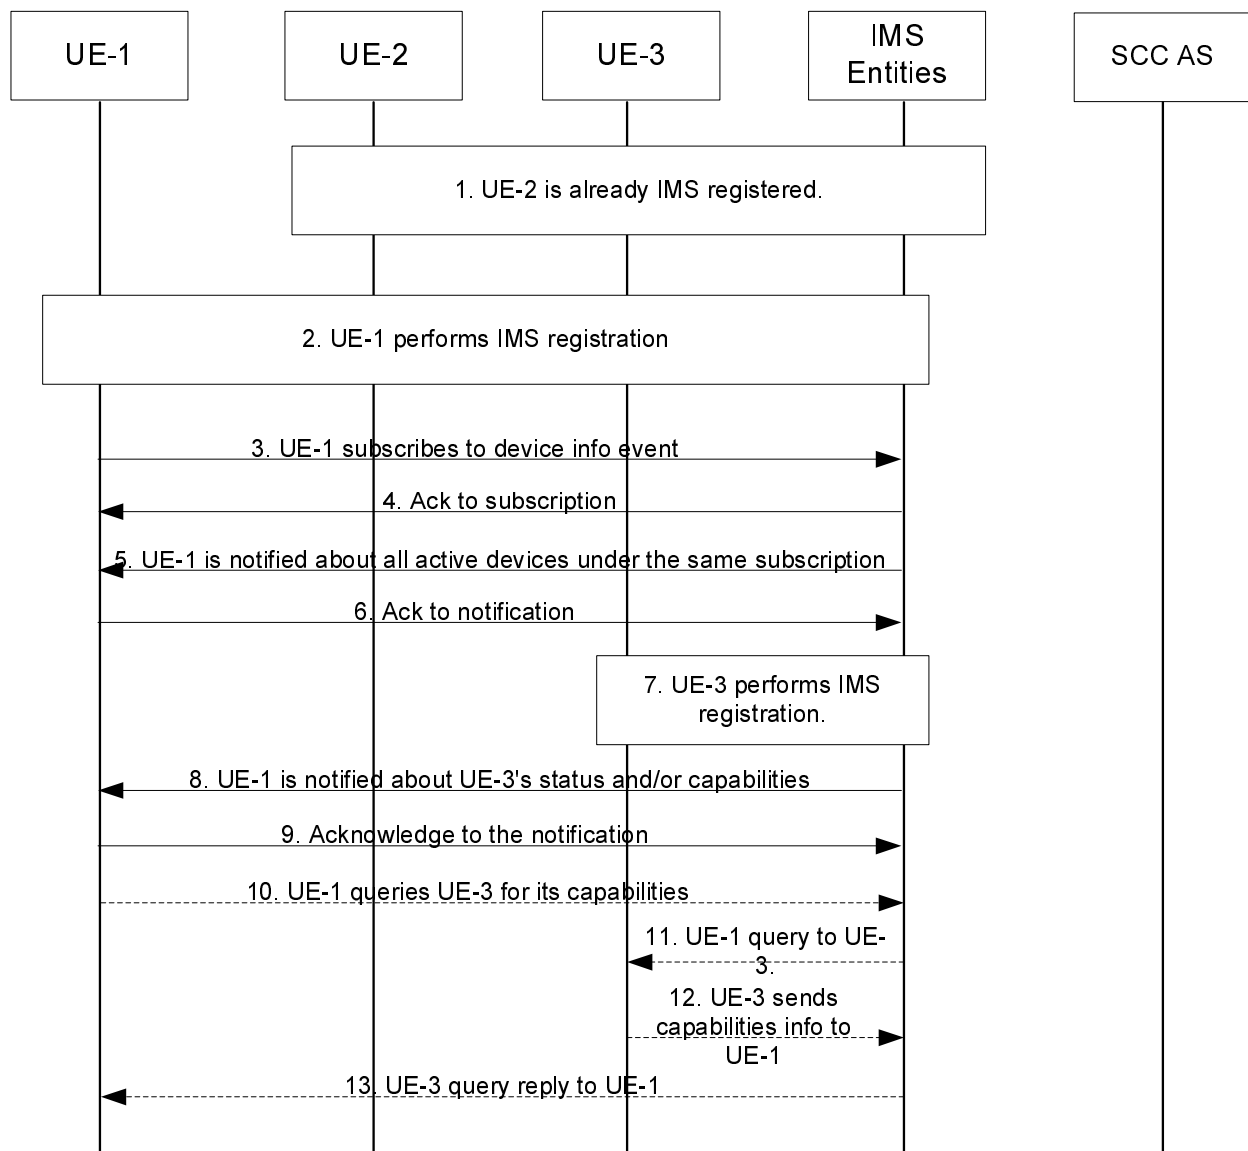 UE-1
UE-2
UE-3
IMS
Entities
SCC AS
1. UE-2 is already IMS registered.
2. UE-1 performs IMS registration
3. UE-1 subscribes to device info event
4. Ack to subscription
5. UE-1 is notified about all active devices under the same subscription
6. Ack to notification
7. UE-3 performs IMS
registration.
8. UE-1 is notified about UE-3's status and/or capabilities
9. Acknowledge to the notification
10. UE-1 queries UE-3 for its capabilities
11. UE-1 query to UE-
3.
12. UE-3 sends
capabilities info to
UE-1
13. UE-3 query reply to UE-1